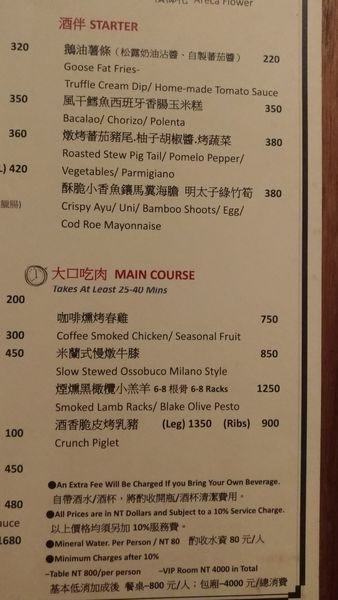 Areca Flower
酒伴 STARTER
320
鵝油薯條（松露奶油沾醬、自製蕃茄醬） 220
Goose Fat Fries-
Truffle Cream Dip/ Home-made Tomato Sauce
350
風干鱈魚西班牙香腸玉米糕 350
Bacalao/ Chorizo/ Polenta
360
燉烤蕃茄豬尾.柚子胡椒醬.烤蔬菜 380
Roasted Stew Pig Tail/ Pomelo Pepper/
420
Vegetables/ Parmigiano
酥脆小香魚鑲馬糞海膽 明太子綠竹筍 380
Crispy Ayu/ Uni/ Bamboo Shoots/ Egg/
Cod Roe Mayonnaise
大口吃肉 MAIN COURSE
Takes At Least 25-40 Mins
200
咖啡燻烤春雞 750
300
Coffee Smoked Chicken/ Seasonal Fruit
450
米蘭式慢燉牛膝 850
Slow Stewed Ossobuco Milano Style
煙燻黑橄欖小羔羊 6-8 根骨 6-8 Racks 1250
Smoked Lamb Racks/ Blake Olive Pesto
酒香脆皮烤乳豬 (Leg) 1350 (Ribs) 900
100
Crunch Piglet
450
●An Extra Fee Will Be Charged If You Bring Your Own Beverage.
自帶酒水/酒杯，將酌收開瓶/酒杯清潔費用。
480
●All Prices are in NT Dollars and Subject to a 10% Service Charge.
auce
以上價格均須另加 10%服務費。
1680
●Mineral Water. Per Person / NT 80 酌收水資 80 元/人
●Minimum Charges after 10%
–Table NT 800/per person –VIP Room NT 4000 in Total
基本低消加成後 餐桌–800 元/人；包廂–4000 元/總消費